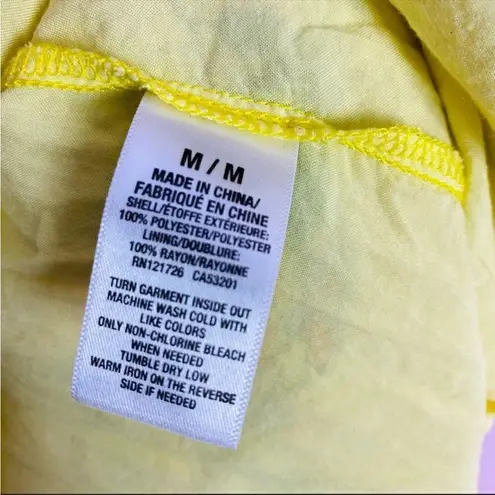 M / M
MADE IN CHINA/
FABRIQUÉ EN CHINE
SHELL/ÉTOFFE EXTÉRIEURE:
100% POLYESTER/POLYESTER
LINING/DOUBLURE:
100% RAYON/RAYONNE
RN121726 CA53201
TURN GARMENT INSIDE OUT
MACHINE WASH COLD WITH
LIKE COLORS
ONLY NON-CHLORINE BLEACH
WHEN NEEDED
TUMBLE DRY LOW
WARM IRON ON THE REVERSE
SIDE IF NEEDED